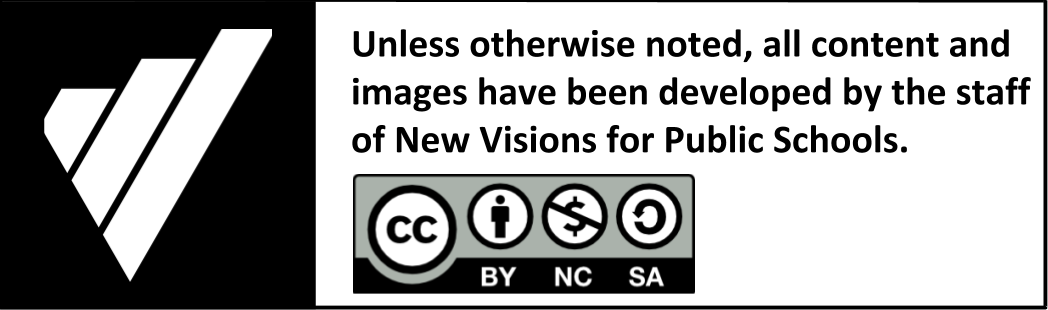 Unless otherwise noted, all content and
images have been developed by the staff
of New Visions for Public Schools.
cc
BY NC SA